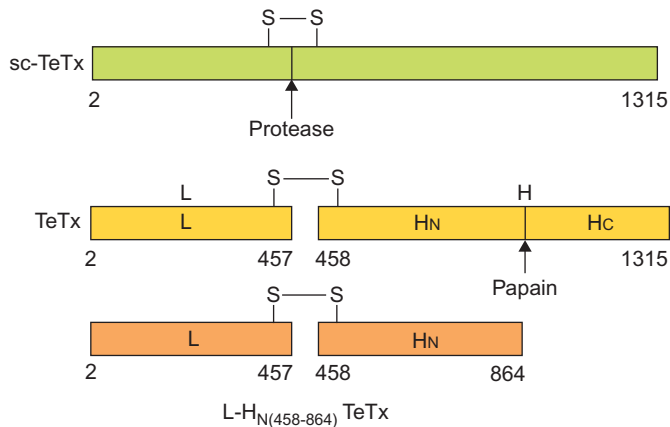 S S
sc-TeTx
2 1315
Protease
S S
L H
TeTx L HN HC
2 457 458 1315
Papain
S S
L HN
2 457 458 864
L-HN(458-864) TeTx